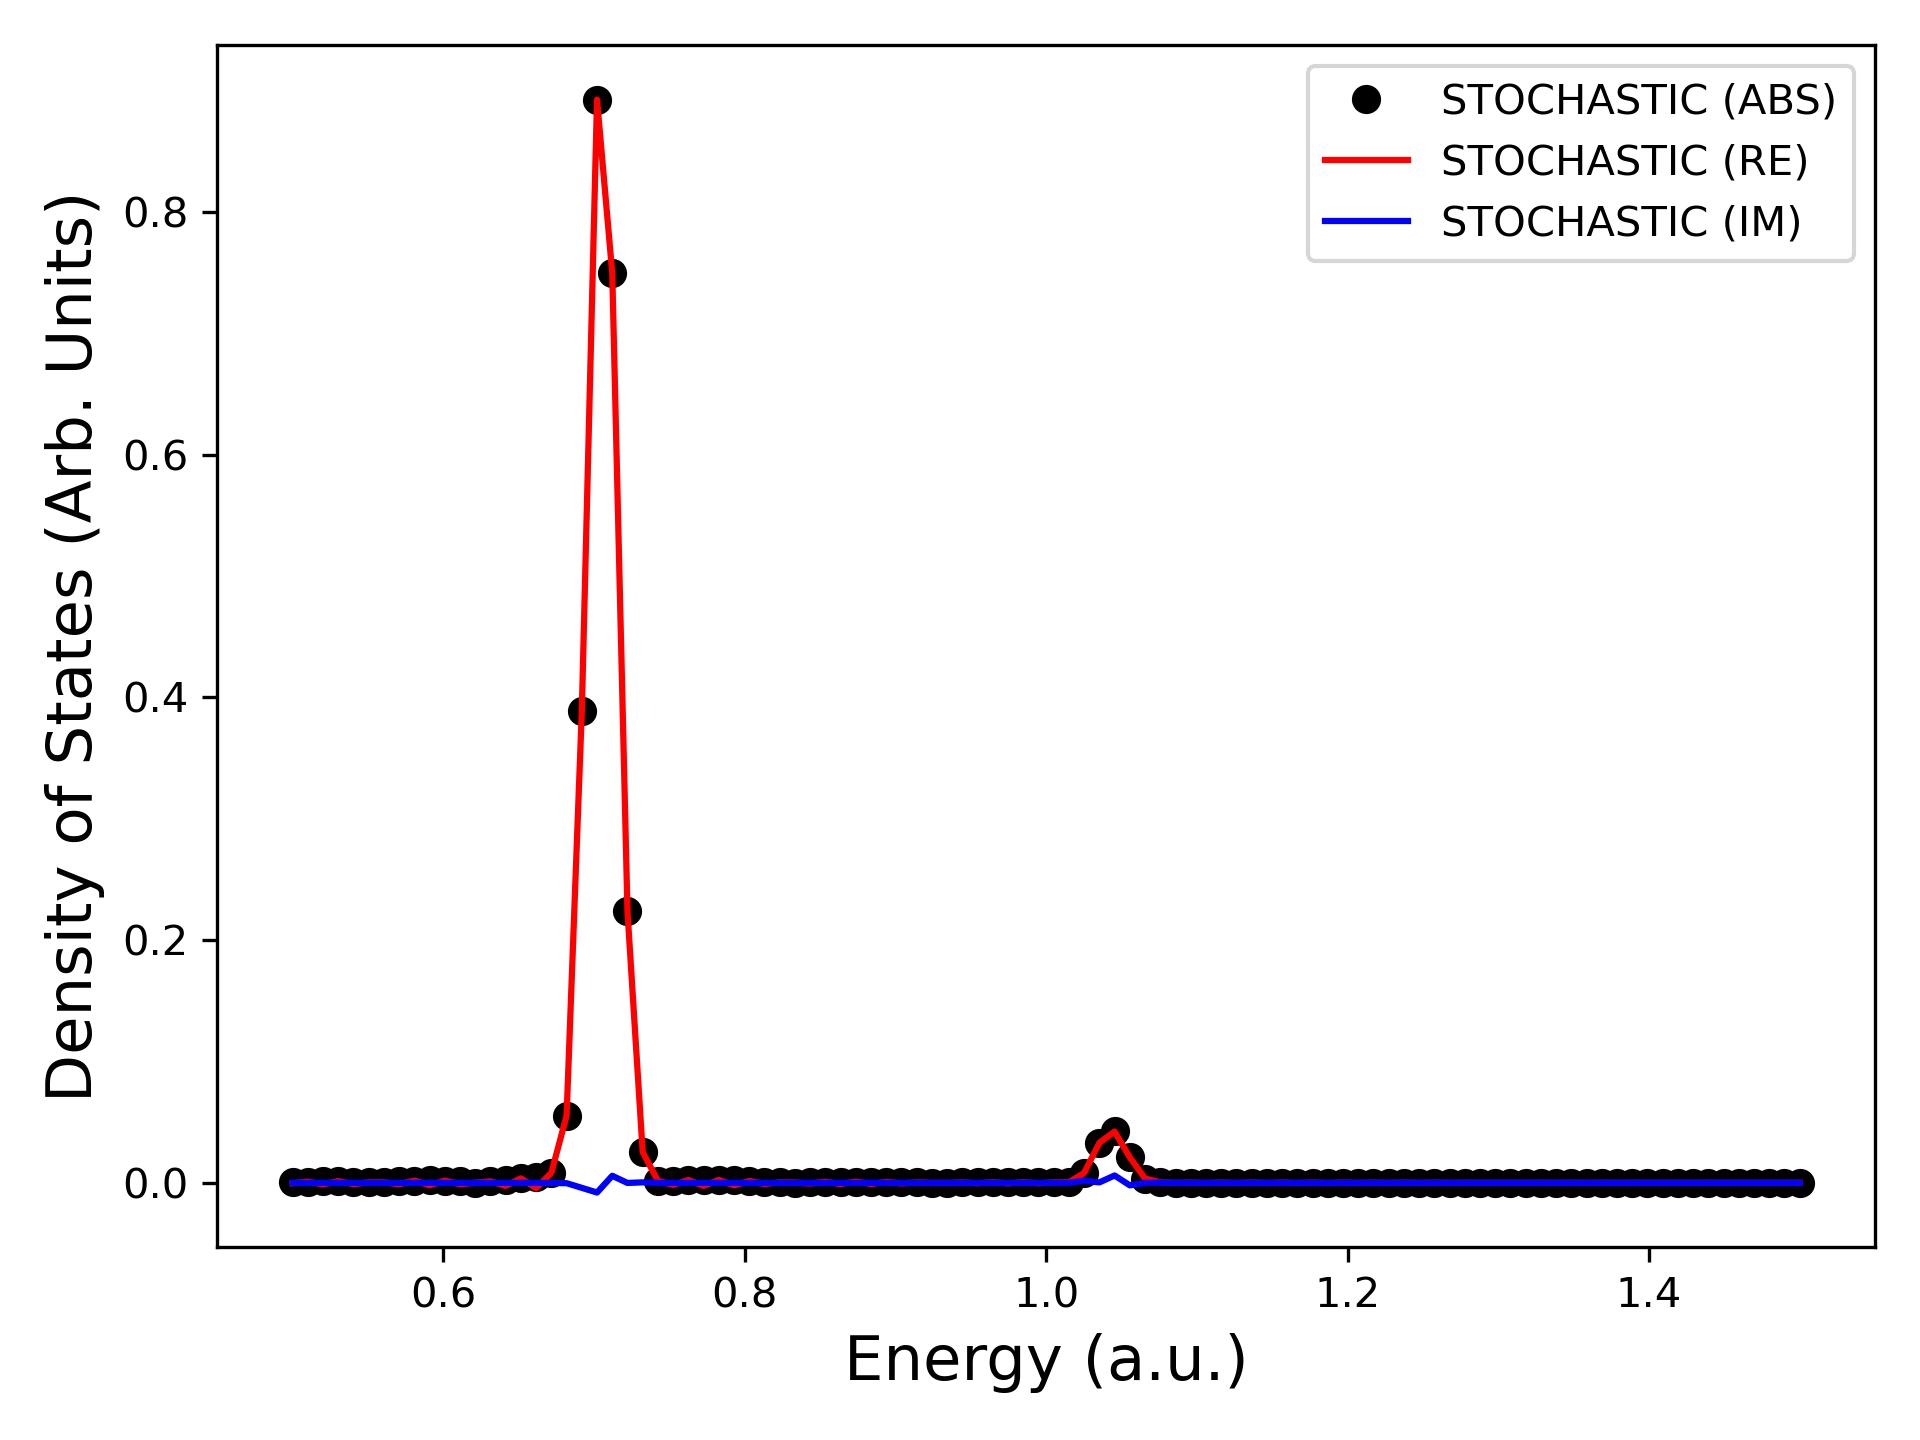 STOCHASTIC (ABS)
STOCHASTIC (RE)
STOCHASTIC (IM)
Density of States (Arb. Units)
0.8
0.6
0.4
0.2
0.0
0.6 0.8 1.0 1.2 1.4
Energy (a.u.)